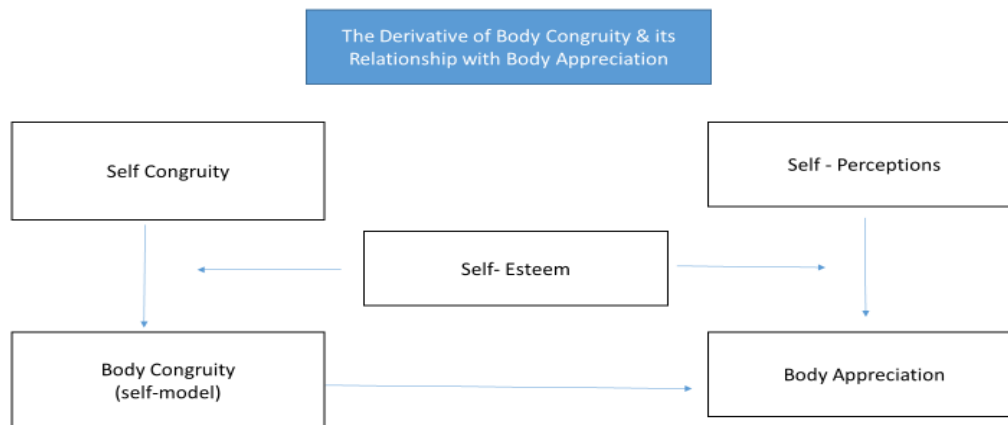 The Derivative of Body Congruity & its
Relationship with Body Appreciation
Self Congruity
Self - Perceptions
Self- Esteem
Body Congruity
(self-model)
Body Appreciation